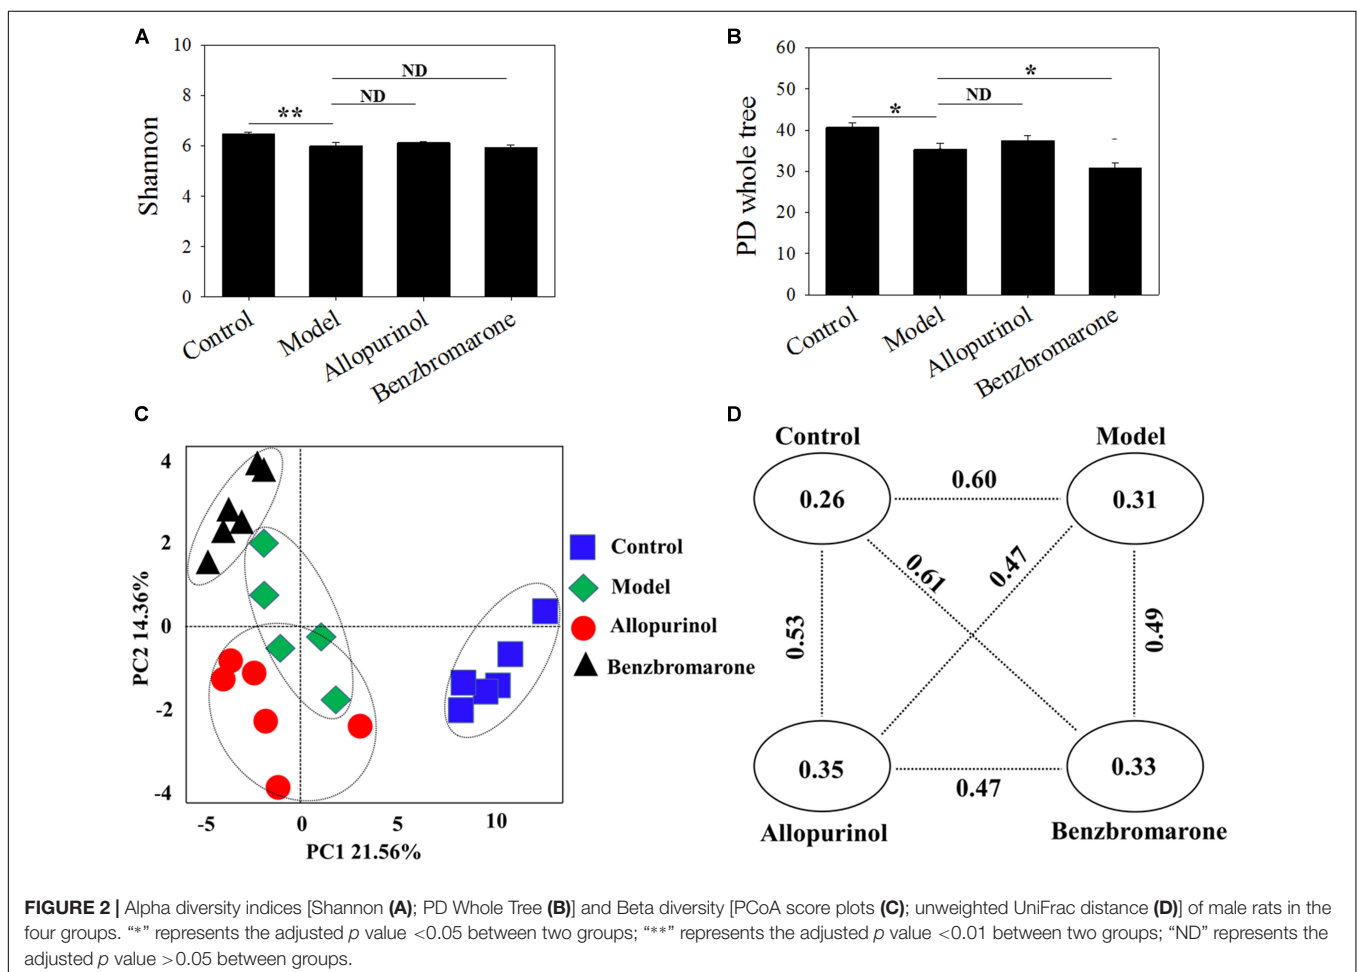 A
10
8
6
4
2
0
Shannon
**
ND
ND
Control
Model
Allopurinol
Benzbromarone
B
60
50
40
30
20
10
0
PD whole tree
*
ND
*
Control
Model
Allopurinol
Benzbromarone
C
4
2
0
-2
-4
PC2 14.36%
-5
0
5
10
PC1 21.56%
Control
Model
Allopurinol
Benzbromarone
D
Control
Model
0.26
0.60
0.31
0.53
0.61
0.47
0.49
0.35
0.47
0.33
Allopurinol
Benzbromarone
FIGURE 2 | Alpha diversity indices [Shannon (A); PD Whole Tree (B)] and Beta diversity [PCoA score plots (C); unweighted UniFrac distance (D)] of male rats in the
four groups. “*” represents the adjusted p value <0.05 between two groups; “**” represents the adjusted p value <0.01 between two groups; “ND” represents the
adjusted p value >0.05 between groups.